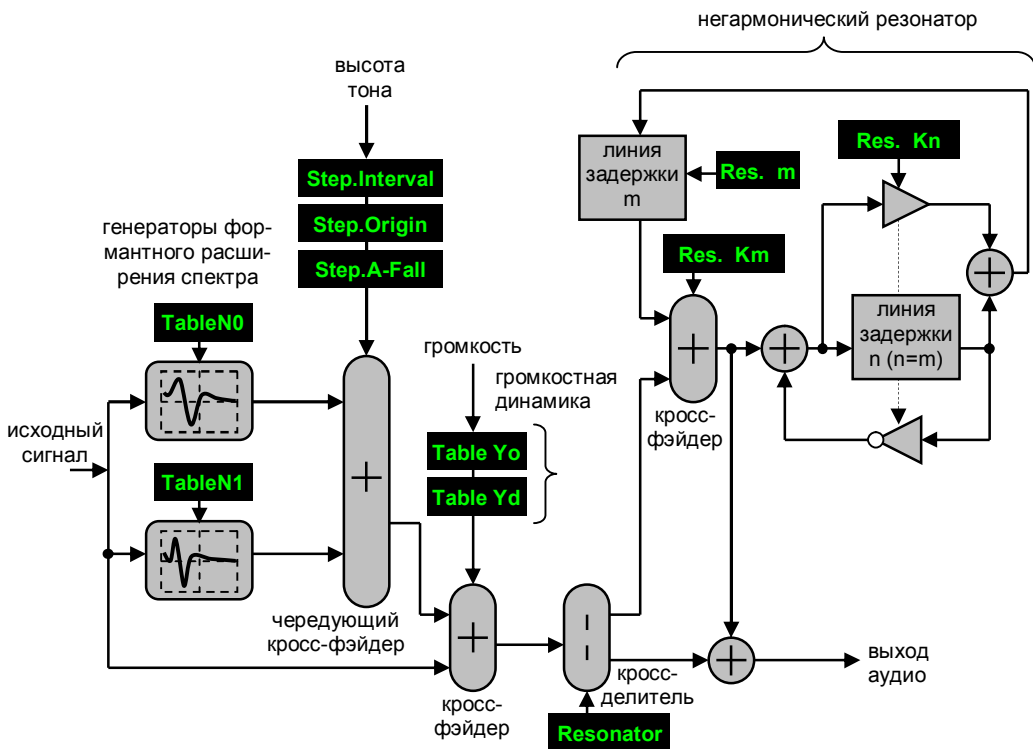 негармонический резонатор
высота
тона
Step.Interval
Step.Origin
Step.A-Fall
генераторы фор-
мантного расши-
рения спектра
TableN0
TableN1
исходный
сигнал
чередующий
кросс-фэйдер
громкость
громкостная
динамика
Table Yo
Table Yd
кросс-
фэйдер
кросс-
делитель
Resonator
линия
задержки
m
Res. m
Res. Km
кросс-
фэйдер
Res. Kn
линия
задержки
n (n=m)
выход
аудио